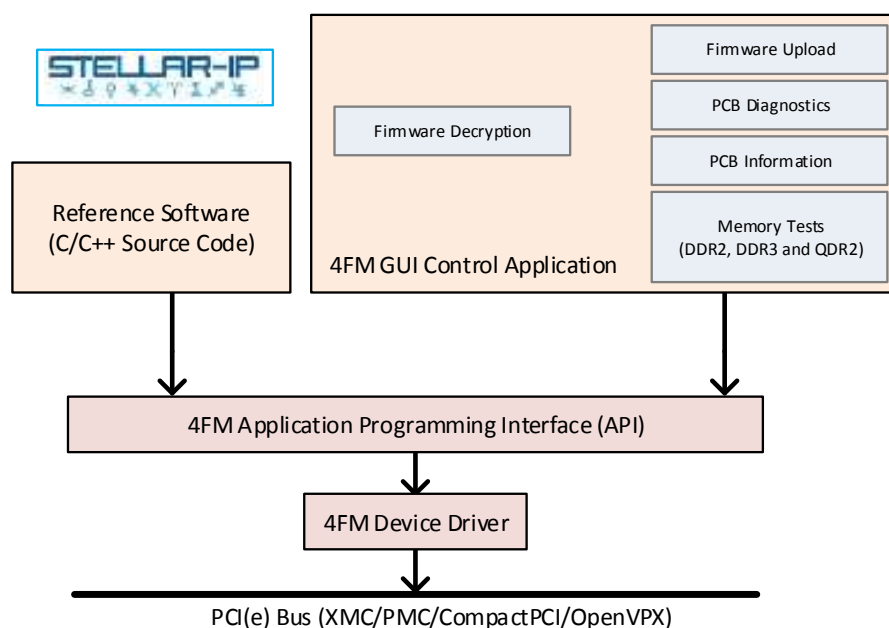 STELLAR-IP
Firmware Decryption
Firmware Upload
PCB Diagnostics
PCB Information
Memory Tests
(DDR2, DDR3 and QDR2)
4FM GUI Control Application
Reference Software
(C/C++ Source Code)
4FM Application Programming Interface (API)
4FM Device Driver
PCI(e) Bus (XMC/PMC/CompactPCI/OpenVPX)